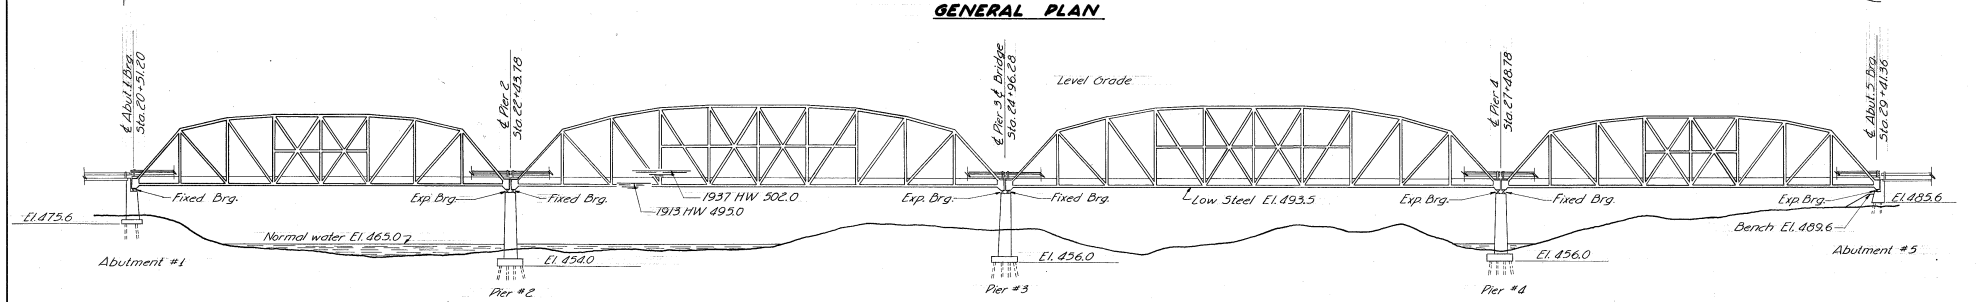 GENERAL PLAN
℄ Abut. 1 Brg.
Sta. 20+51.20
℄ Pier 2
Sta. 22+43.78
℄ Pier 3 ℄ Bridge
Sta. 24+96.28
Level Grade
℄ Pier 4
Sta. 27+48.78
℄ Abut. 5 Brg.
Sta. 29+41.36
Fixed Brg.
Exp. Brg.
Fixed Brg.
1937 HW 502.0
1913 HW 495.0
Exp. Brg.
Fixed Brg.
Low Steel El. 493.5
Exp. Brg.
Fixed Brg.
Exp. Brg.
El. 485.6
Bench El. 489.6
El. 475.6
Normal water El. 465.0
Abutment #1
El. 454.0
Pier #2
El. 456.0
Pier #3
El. 456.0
Pier #4
Abutment #5